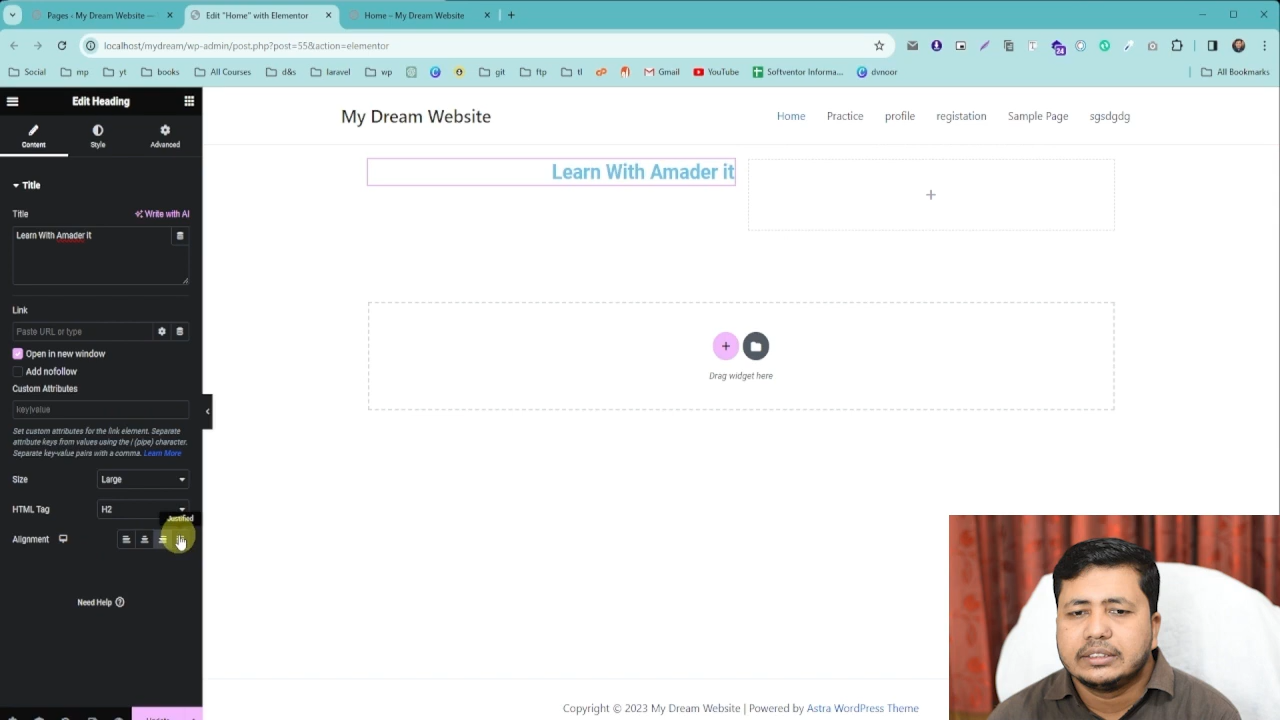 Pages ‹ My Dream Website —
Edit "Home" with Elementor
Home – My Dream Website
localhost/mydream/wp-admin/post.php?post=55&action=elementor
24
Social
mp
yt
books
All Courses
d&s
laravel
wp
git
ftp
tl
Gmail
YouTube
Softventor Informa...
dvnoor
All Bookmarks
Edit Heading
Content
Style
Advanced
My Dream Website
Home
Practice
profile
registation
Sample Page
sgsdgdg
Title
Title
Write with AI
Learn With Amader it
Link
Paste URL or type
Open in new window
Add nofollow
Custom Attributes
key|value
Set custom attributes for the link element. Separate
attribute keys from values using the | (pipe) character.
Separate key-value pairs with a comma. Learn More
Size
Large
HTML Tag
H2
Justified
Alignment
Need Help
Update
Learn With Amader it
Drag widget here
Copyright © 2023 My Dream Website | Powered by Astra WordPress Theme